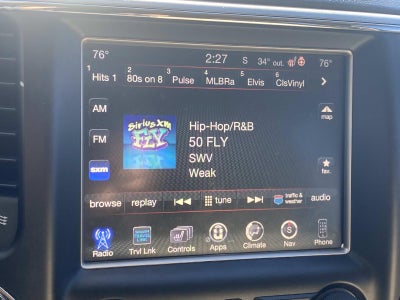 76° 2:27 S 34° out. 76°
1 2 3 4 5 6
Hits 1 80s on 8 Pulse MLBRa Elvis ClsVinyl
AM
map
SiriusXM
FLY
Hip-Hop/R&B
FM
50 FLY
SWV
Weak
sxm
fav.
browse replay tune traffic & weather audio
Radio Trvl Lnk Controls Apps Climate Nav Phone